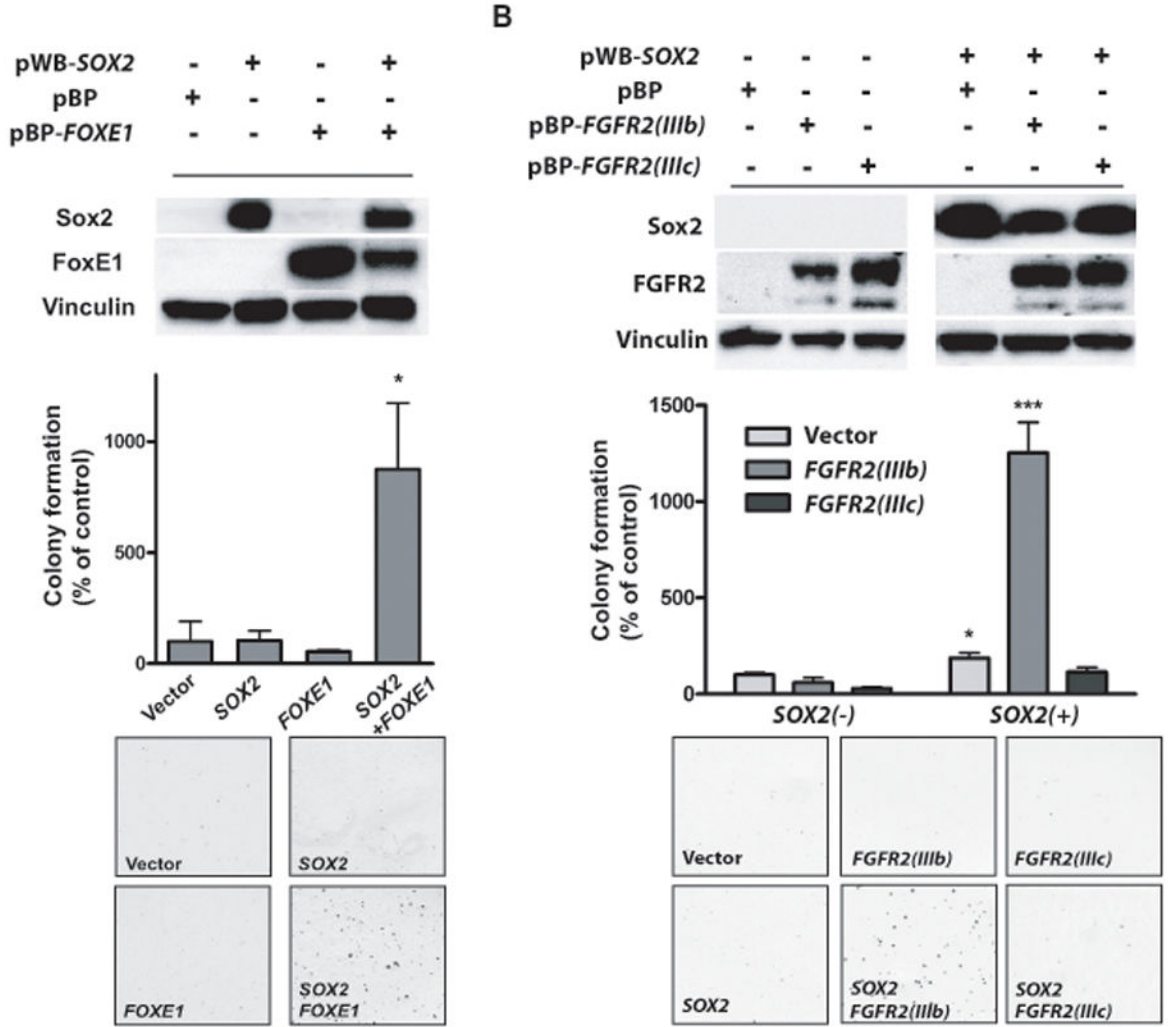 B
pWB-SOX2 - + - +
pBP + - - -
pBP-FOXE1 - - + +
Sox2
FoxE1
Vinculin
Colony formation
(% of control)
1000
500
0
*
Vector
SOX2
FOXE1
SOX2
+FOXE1
Vector
SOX2
FOXE1
SOX2
FOXE1
pWB-SOX2 - - - + + +
pBP + - - + - -
pBP-FGFR2(IIIb) - + - - + -
pBP-FGFR2(IIIc) - - + - - +
Sox2
FGFR2
Vinculin
Colony formation
(% of control)
1500
1000
500
0
Vector
FGFR2(IIIb)
FGFR2(IIIc)
*
***
SOX2(-)
SOX2(+)
Vector
FGFR2(IIIb)
FGFR2(IIIc)
SOX2
SOX2
FGFR2(IIIb)
SOX2
FGFR2(IIIc)